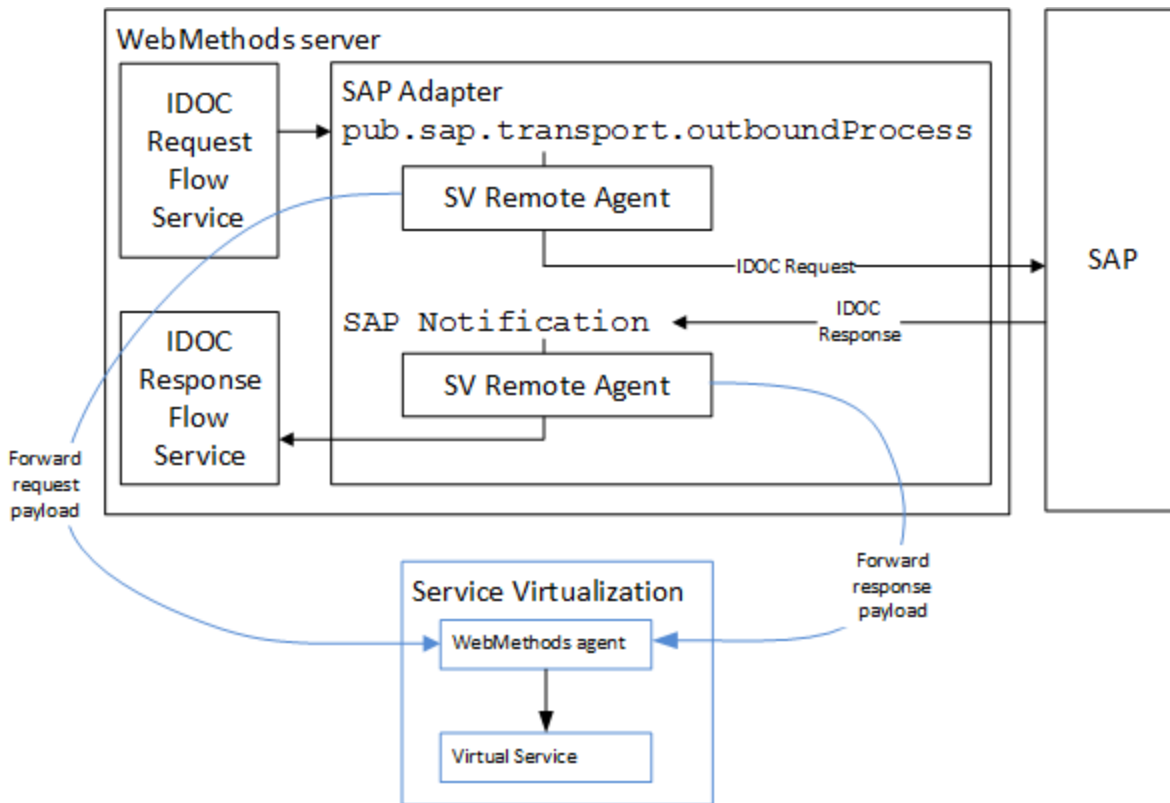 WebMethods server
IDOC
Request
Flow
Service
SAP Adapter
pub.sap.transport.outboundProcess
SV Remote Agent
IDOC Request
SAP
SAP Notification
IDOC
Response
SV Remote Agent
IDOC
Response
Flow
Service
Forward
request
payload
Forward
response
payload
Service Virtualization
WebMethods agent
Virtual Service